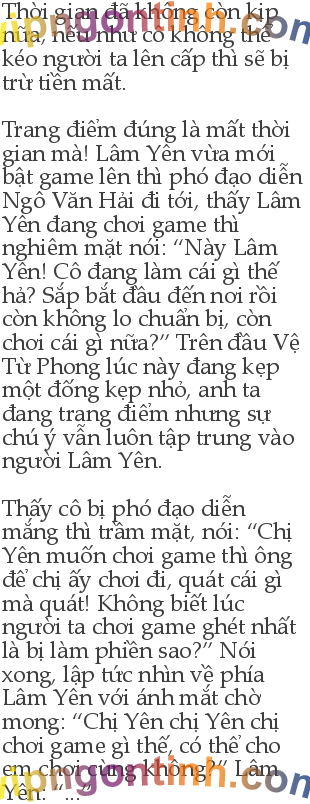 Thời gian đã không còn kịp
nữa, nếu như cô không thể
kéo người ta lên cấp thì sẽ bị
trừ tiền mất.
Trang điểm đúng là mất thời
gian mà! Lâm Yên vừa mới
bật game lên thì phó đạo diễn
Ngô Văn Hải đi tới, thấy Lâm
Yên đang chơi game thì
nghiêm mặt nói: “Này Lâm
Yên! Cô đang làm cái gì thế
hả? Sắp bắt đầu đến nơi rồi
còn không lo chuẩn bị, còn
chơi cái gì nữa?” Trên đầu Vệ
Từ Phong lúc này đang kẹp
một đống kẹp nhỏ, anh ta
đang trang điểm nhưng sự
chú ý vẫn luôn tập trung vào
người Lâm Yên.
Thấy cô bị phó đạo diễn
mắng thì trầm mặt, nói: “Chị
Yên muốn chơi game thì ông
để chị ấy chơi đi, quát cái gì
mà quát! Không biết lúc
người ta chơi game ghét nhất
là bị làm phiền sao?” Nói
xong, lập tức nhìn về phía
Lâm Yên với ánh mắt chờ
mong: “Chị Yên chị Yên chị
chơi game gì thế, có thể cho
em chơi cùng không?” Lâm
Yên: “...”
vipngontinh.com
vipngontinh.com